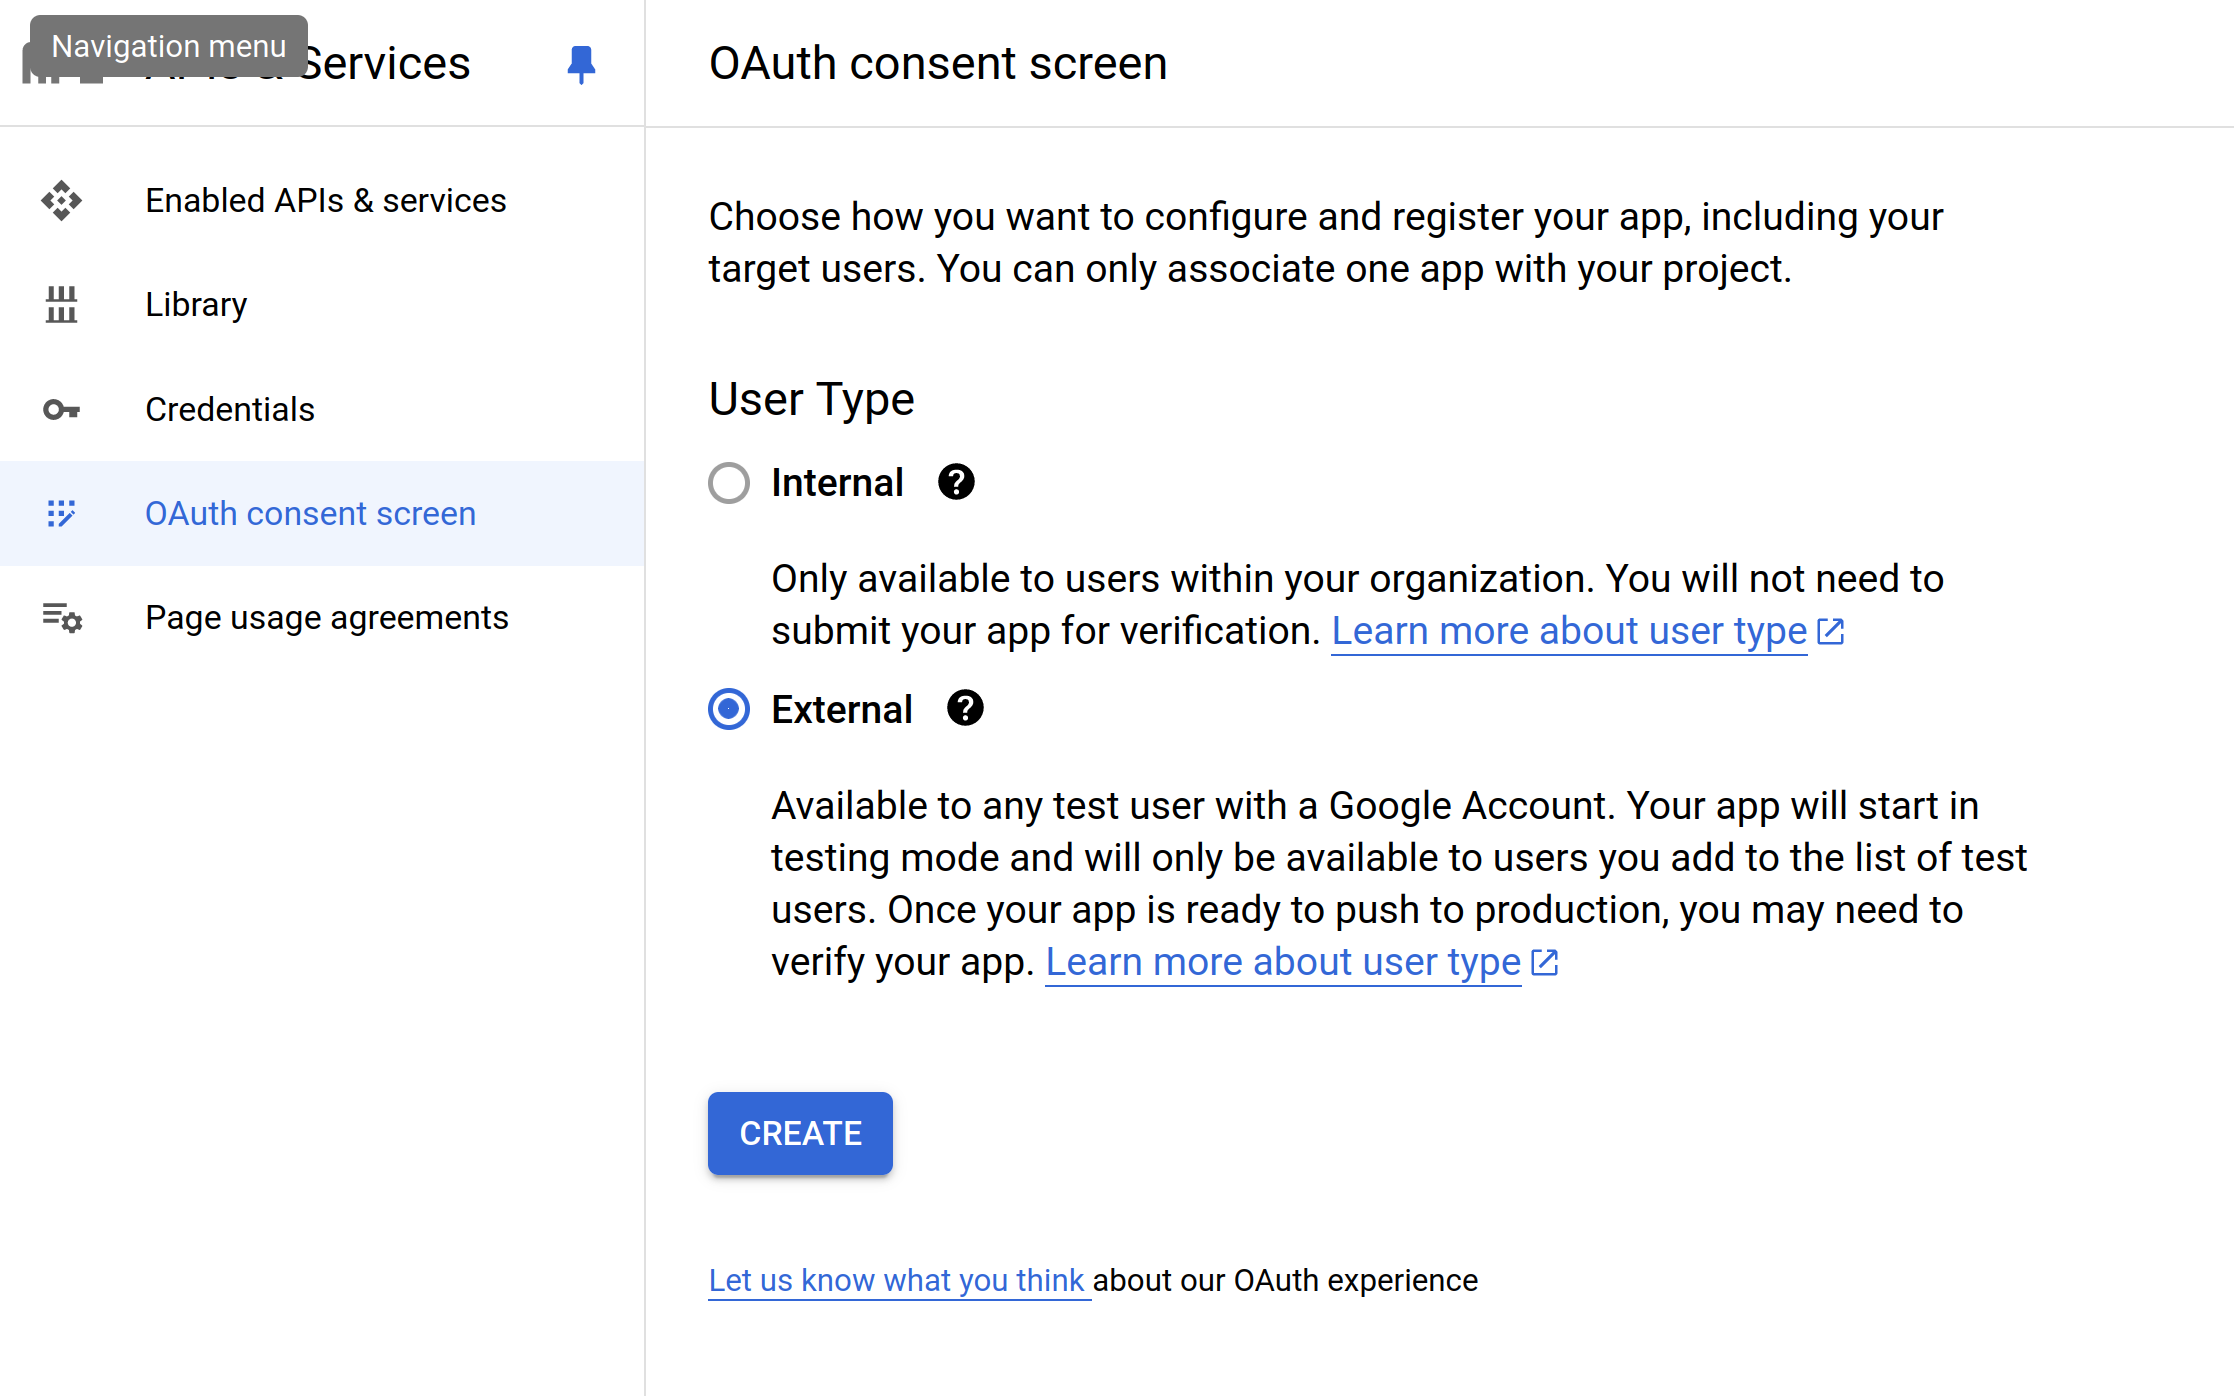 Navigation menu
Services
Enabled APIs & services
Library
Credentials
OAuth consent screen
Page usage agreements
OAuth consent screen
Choose how you want to configure and register your app, including your
target users. You can only associate one app with your project.
User Type
Internal
Only available to users within your organization. You will not need to
submit your app for verification. Learn more about user type
External
Available to any test user with a Google Account. Your app will start in
testing mode and will only be available to users you add to the list of test
users. Once your app is ready to push to production, you may need to
verify your app. Learn more about user type
CREATE
Let us know what you think about our OAuth experience